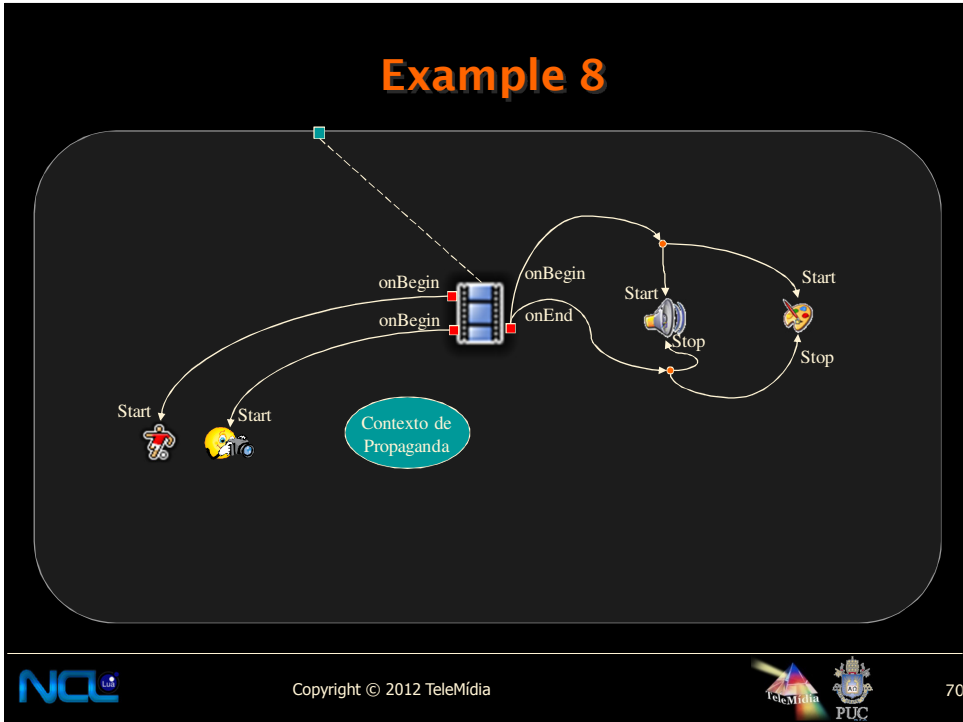 Example 8
onBegin
onBegin
onBegin
onEnd
Start
Start
Start
Stop
Stop
Start
Start
Contexto de
Propaganda
NCL
Lua
Copyright © 2012 TeleMídia
TeleMídia
PUC
70